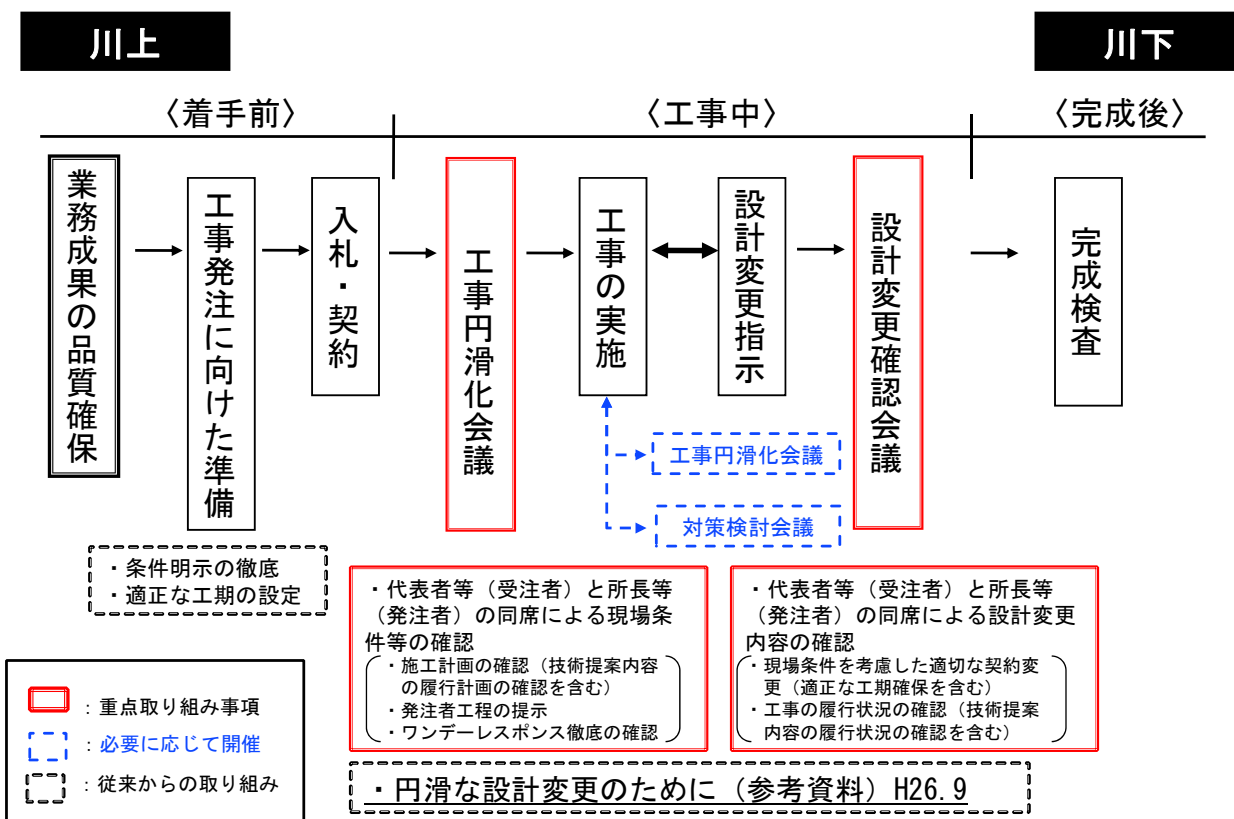 川上
川下
〈着手前〉
〈工事中〉
〈完成後〉
業務成果の品質確保
工事発注に向けた準備
入札・契約
工事円滑化会議
工事の実施
設計変更指示
設計変更確認会議
完成検査
工事円滑化会議
対策検討会議
・条件明示の徹底
・適正な工期の設定
・代表者等（受注者）と所長等
（発注者）の同席による現場条
件等の確認
・施工計画の確認（技術提案内容
の履行計画の確認を含む）
・発注者工程の提示
・ワンデーレスポンス徹底の確認
・代表者等（受注者）と所長等
（発注者）の同席による設計変更
内容の確認
・現場条件を考慮した適切な契約変
更（適正な工期確保を含む）
・工事の履行状況の確認（技術提案
内容の履行状況の確認を含む）
：重点取り組み事項
：必要に応じて開催
：従来からの取り組み
・円滑な設計変更のために（参考資料）H26.9